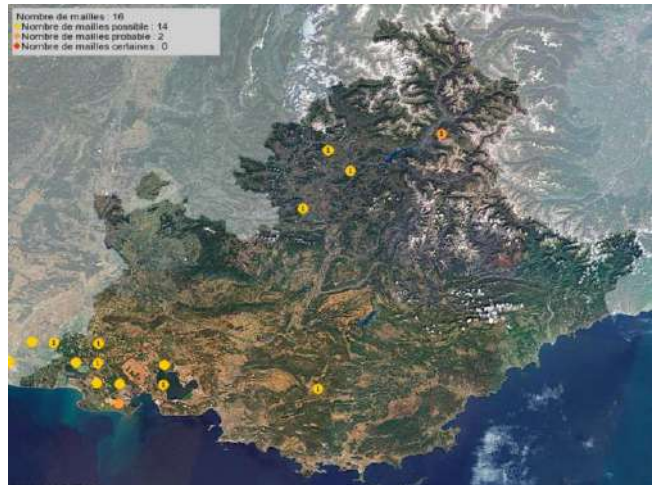 Nombre de mailles : 16
Nombre de mailles possible : 14
Nombre de mailles probable : 2
Nombre de mailles certaines : 0